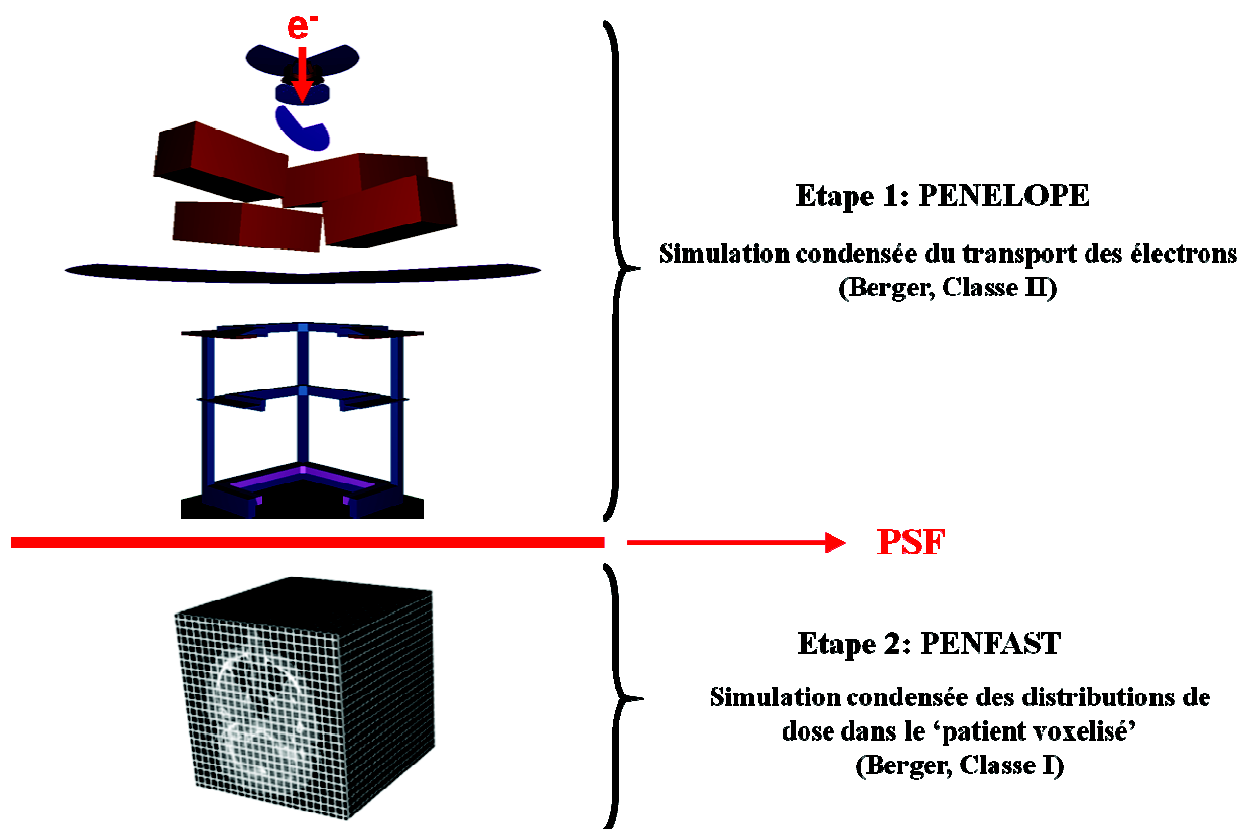 e-
Etape 1: PENELOPE
Simulation condensée du transport des électrons
(Berger, Classe II)
PSF
Etape 2: PENFAST
Simulation condensée des distributions de
dose dans le ‘patient voxelisé’
(Berger, Classe I)